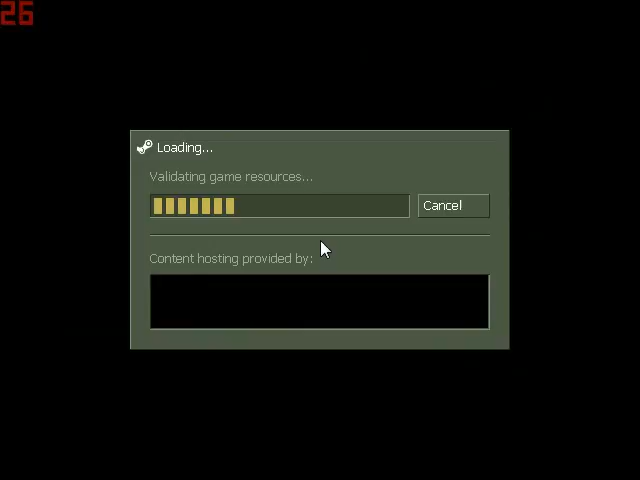 26
Loading...
Validating game resources...
Cancel
Content hosting provided by: